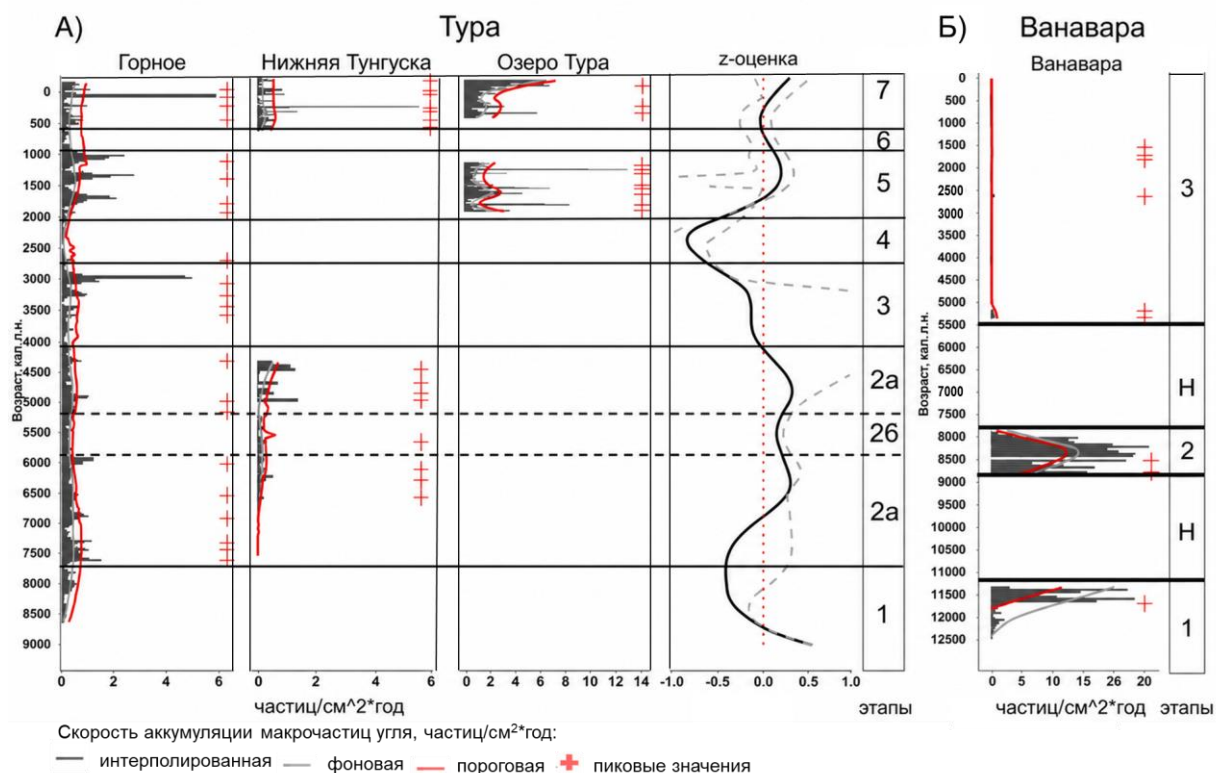 А) Тура Б) Ванавара
Горное Нижняя Тунгуска Озеро Тура z-оценка Ванавара
Возраст, кал.л.н.
0
500
1000
1500
2000
2500
3000
3500
4000
4500
5000
5500
6000
6500
7000
7500
8000
8500
9000
0 2 4 6
0 2 4 6
0 2 4 6 8 10 12 14
-1.0 -0.5 0.0 0.5 1.0
частиц/см^2*год
этапы
7
6
5
4
3
2а
2б
2а
1
Возраст, кал.л.н.
0
500
1000
1500
2000
2500
3000
3500
4000
4500
5000
5500
6000
6500
7000
7500
8000
8500
9000
9500
10000
10500
11000
11500
12000
12500
0 5 10 15 20
частиц/см^2*год этапы
3
Н
2
Н
1
Скорость аккумуляции макрочастиц угля, частиц/см²*год:
интерполированная фоновая пороговая пиковые значения